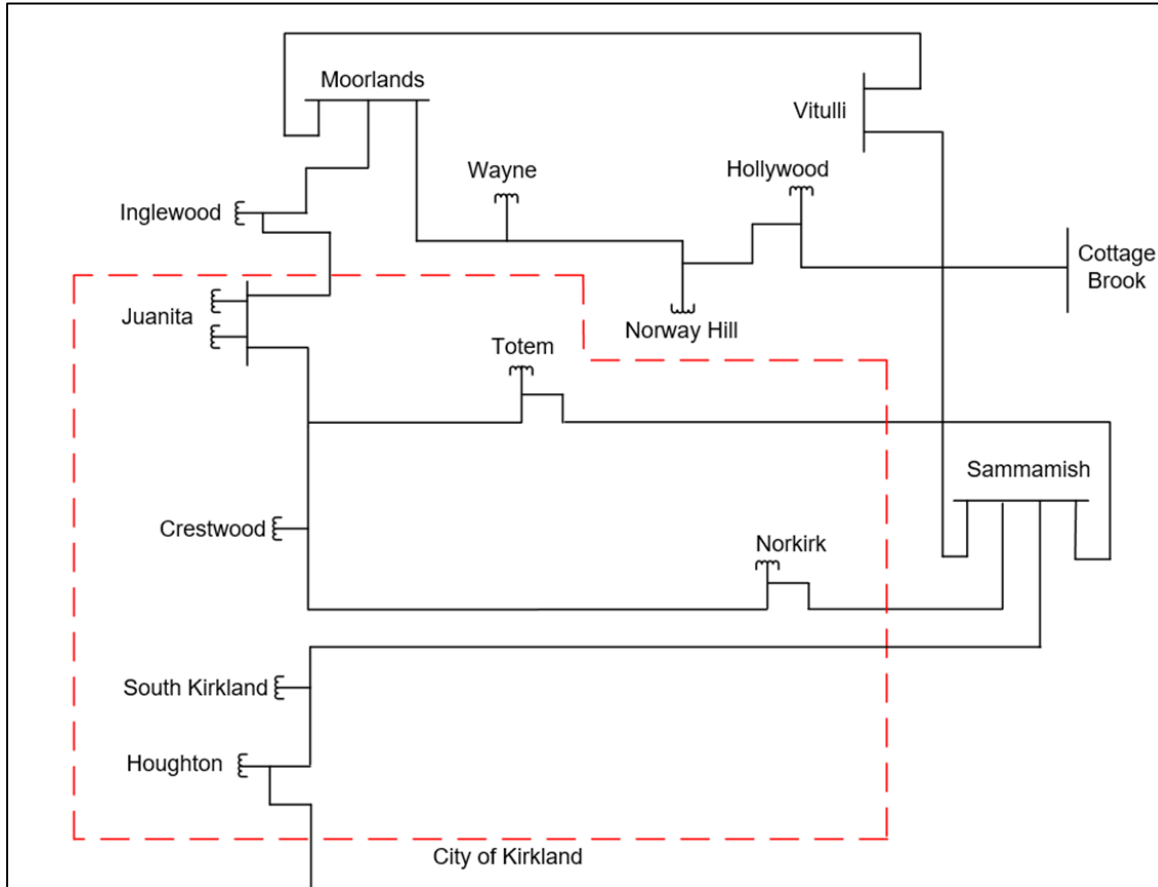 Moorlands
Vitulli
Wayne
Hollywood
Inglewood
Cottage
Brook
Juanita
Norway Hill
Totem
Sammamish
Crestwood
Norkirk
South Kirkland
Houghton
City of Kirkland